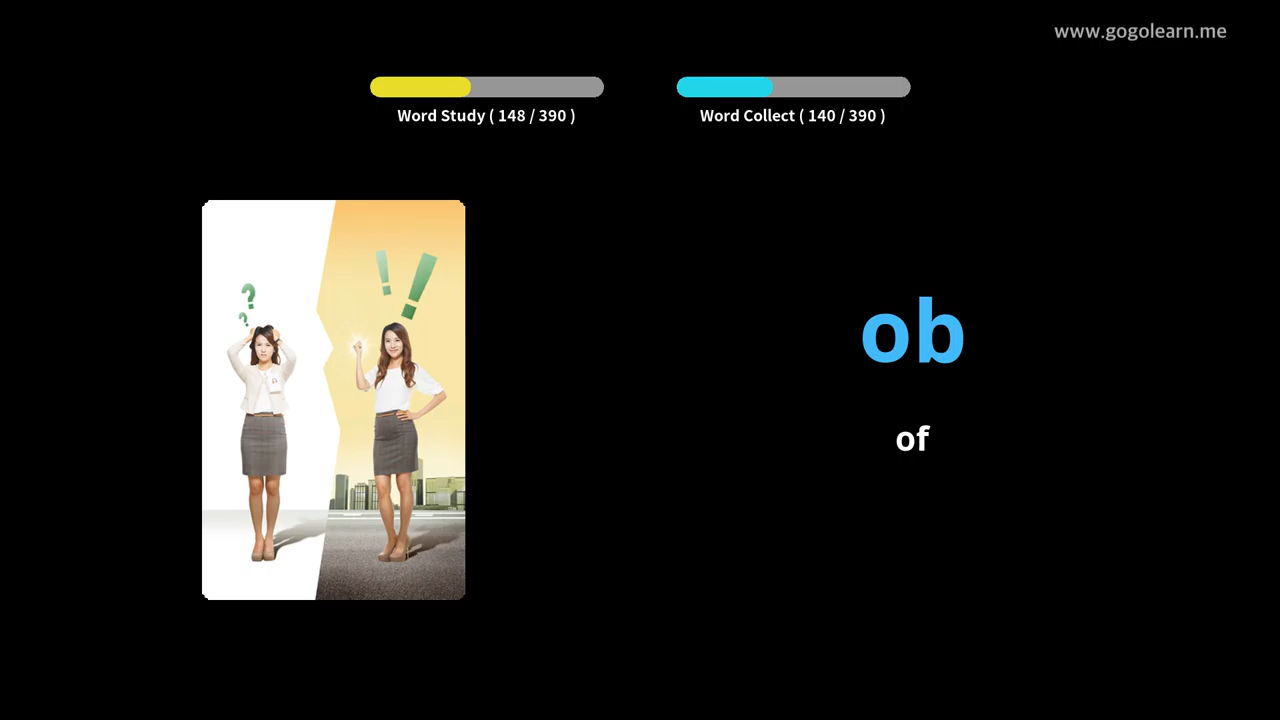 www.gogolearn.me
Word Study ( 148 / 390 )
Word Collect ( 140 / 390 )
? ?
! !
ob
of